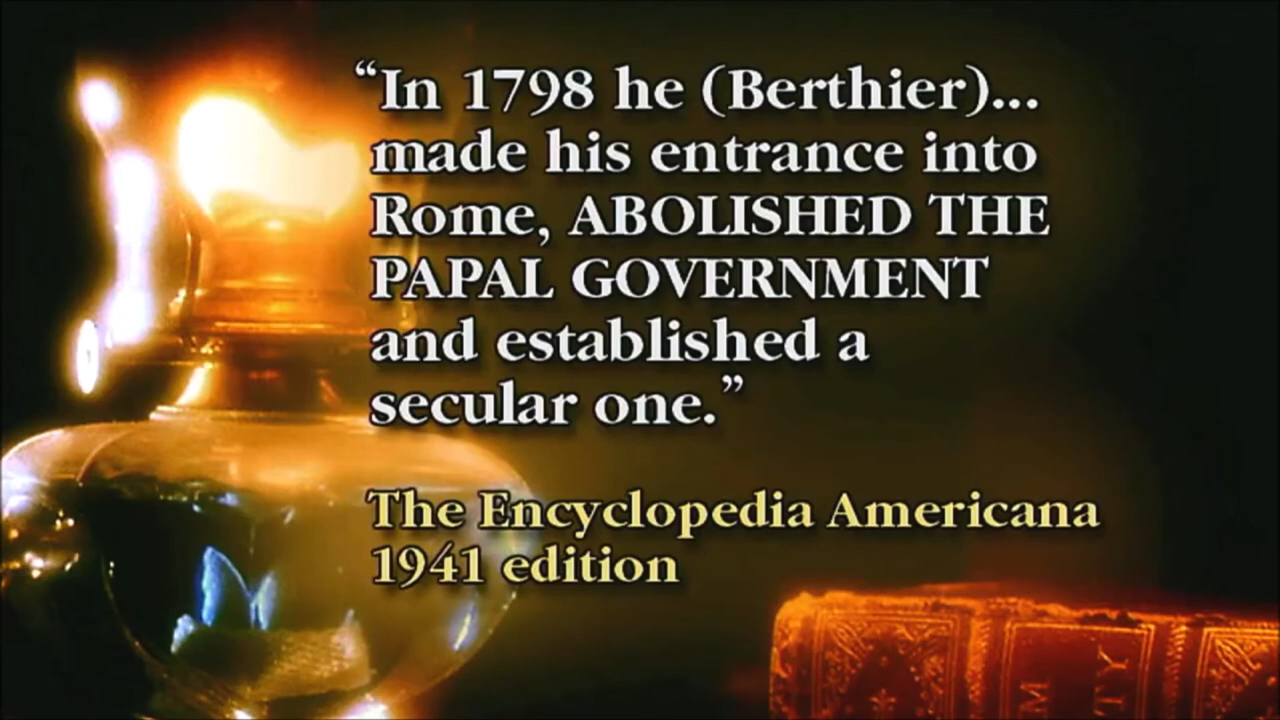 “In 1798 he (Berthier)...
made his entrance into
Rome, ABOLISHED THE
PAPAL GOVERNMENT
and established a
secular one.”
The Encyclopedia Americana
1941 edition